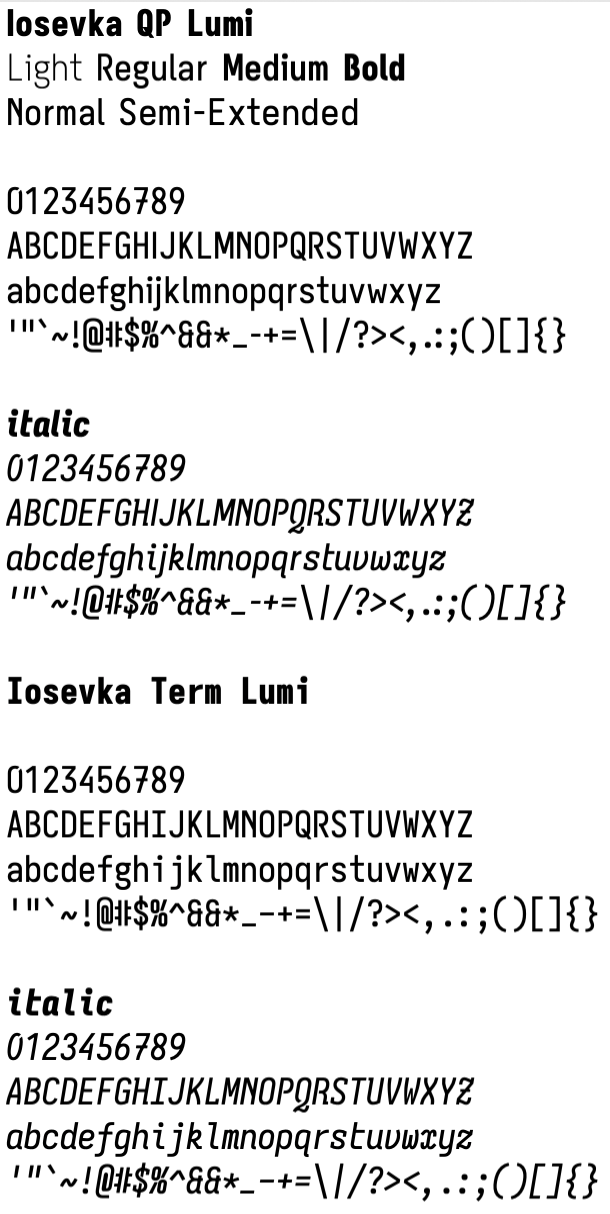 Iosevka QP Lumi
Light Regular Medium Bold
Normal Semi-Extended
0123456789
ABCDEFGHIJKLMNOPQRSTUVWXYZ
abcdefghijklmnopqrstuvwxyz
'"`~!@#$%^&&*_-+=\|/?><,.:;()[]{}
italic
0123456789
ABCDEFGHIJKLMNOPQRSTUVWXYZ
abcdefghijklmnopqrstuvwxyz
'"`~!@#$%^&&*_-+=\|/?><,.:;()[]{}
Iosevka Term Lumi
0123456789
ABCDEFGHIJKLMNOPQRSTUVWXYZ
abcdefghijklmnopqrstuvwxyz
'"`~!@#$%^&&*_-+=\|/?><,.:;()[]{}
italic
0123456789
ABCDEFGHIJKLMNOPQRSTUVWXYZ
abcdefghijklmnopqrstuvwxyz
'"`~!@#$%^&&*_-+=\|/?><,.:;()[]{}